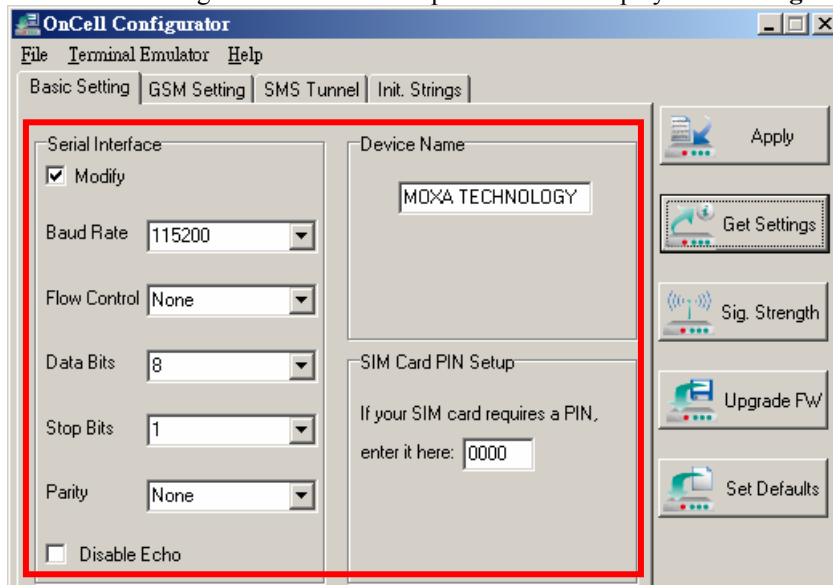 OnCell Configurator
File Terminal Emulator Help
Basic Setting GSM Setting SMS Tunnel Init. Strings
Serial Interface
Modify
Baud Rate 115200
Flow Control None
Data Bits 8
Stop Bits 1
Parity None
Disable Echo
Device Name
MOXA TECHNOLOGY
SIM Card PIN Setup
If your SIM card requires a PIN,
enter it here: 0000
Apply
Get Settings
Sig. Strength
Upgrade FW
Set Defaults